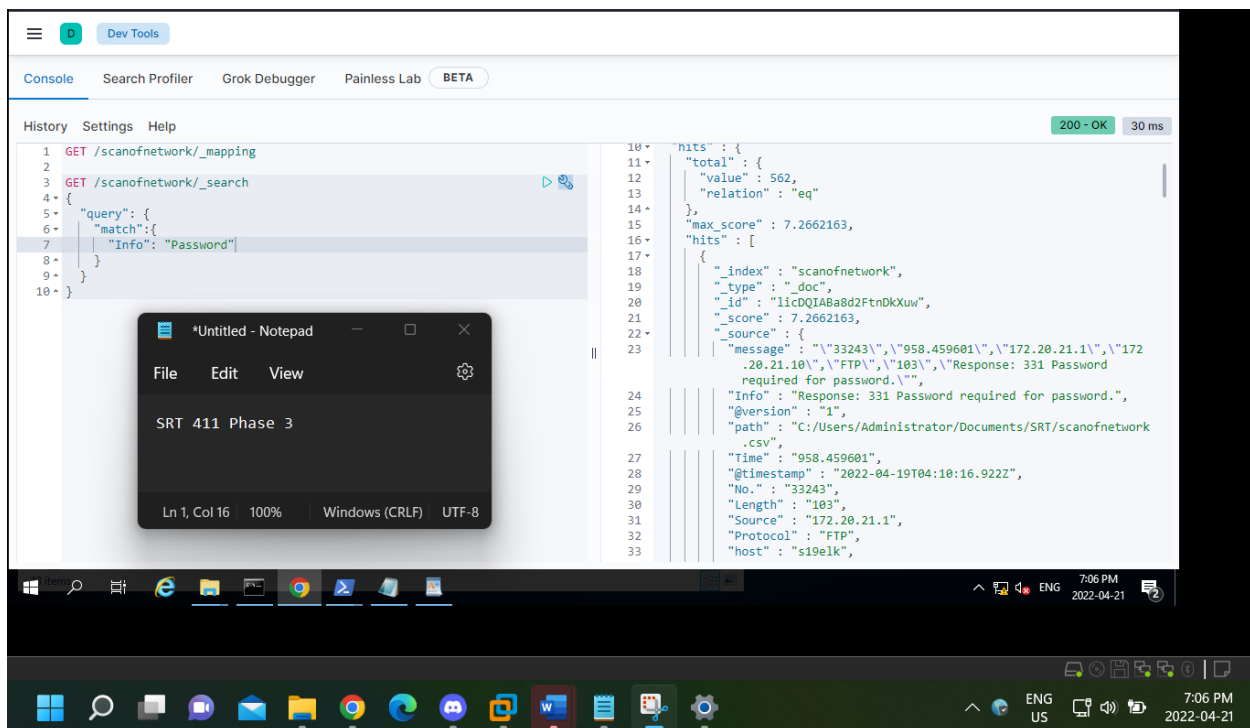 D Dev Tools
Console Search Profiler Grok Debugger Painless Lab BETA
History Settings Help
200 - OK 30 ms
1 GET /scanofnetwork/_mapping
2
3 GET /scanofnetwork/_search
4 {
5 "query": {
6 "match":{
7 "Info": "Password"
8 }
9 }
10 }
10 "hits" : {
11 "total" : {
12 "value" : 562,
13 "relation" : "eq"
14 },
15 "max_score" : 7.2662163,
16 "hits" : [
17 {
18 "_index" : "scanofnetwork",
19 "_type" : "_doc",
20 "_id" : "licDQIABa8d2FtnDkXuw",
21 "_score" : 7.2662163,
22 "_source" : {
23 "message" : "\"33243\",\"958.459601\",\"172.20.21.1\",\"172
.20.21.10\",\"FTP\",\"103\",\"Response: 331 Password
required for password.\"",
24 "Info" : "Response: 331 Password required for password.",
25 "@version" : "1",
26 "path" : "C:/Users/Administrator/Documents/SRT/scanofnetwork
.csv",
27 "Time" : "958.459601",
28 "@timestamp" : "2022-04-19T04:10:16.922Z",
29 "No." : "33243",
30 "Length" : "103",
31 "Source" : "172.20.21.1",
32 "Protocol" : "FTP",
33 "host" : "s19elk",
*Untitled - Notepad
File Edit View
SRT 411 Phase 3
Ln 1, Col 16 100% Windows (CRLF) UTF-8
items
ENG
7:06 PM
2022-04-21
2
ENG
US
7:06 PM
2022-04-21